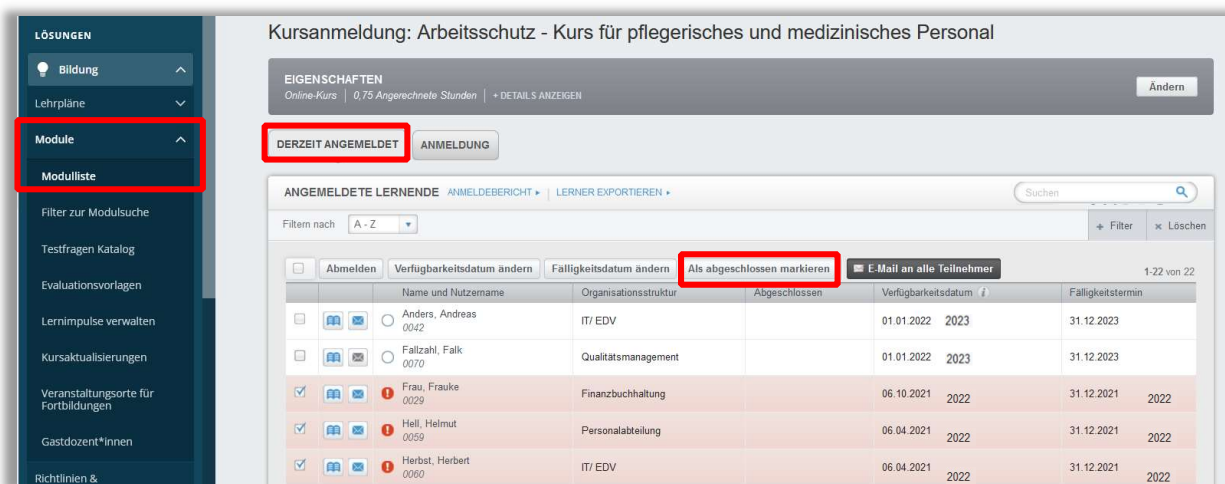 LÖSUNGEN
Bildung
Lehrpläne
Module
Modulliste
Filter zur Modulsuche
Testfragen Katalog
Evaluationsvorlagen
Lernimpulse verwalten
Kursaktualisierungen
Veranstaltungsorte für
Fortbildungen
Gastdozent*innen
Richtlinien &
Kursanmeldung: Arbeitsschutz - Kurs für pflegerisches und medizinisches Personal
EIGENSCHAFTEN
Online-Kurs | 0,75 Angerechnete Stunden | + DETAILS ANZEIGEN
Ändern
DERZEIT ANGEMELDET ANMELDUNG
ANGEMELDETE LERNENDE ANMELDEBERICHT | LERNER EXPORTIEREN
Suchen
Filtern nach A - Z
+ Filter × Löschen
Abmelden Verfügbarkeitsdatum ändern Fälligkeitsdatum ändern Als abgeschlossen markieren E-Mail an alle Teilnehmer
1-22 von 22
Name und Nutzername Organisationsstruktur Abgeschlossen Verfügbarkeitsdatum i Fälligkeitstermin
Anders, Andreas
0042
IT/ EDV 01.01.2022 2023 31.12.2023
Fallzahl, Falk
0070
Qualitätsmanagement 01.01.2022 2023 31.12.2023
Frau, Frauke
0029
Finanzbuchhaltung 06.10.2021 2022 31.12.2021 2022
Hell, Helmut
0059
Personalabteilung 06.04.2021 2022 31.12.2021 2022
Herbst, Herbert
0060
IT/ EDV 06.04.2021 2022 31.12.2021 2022